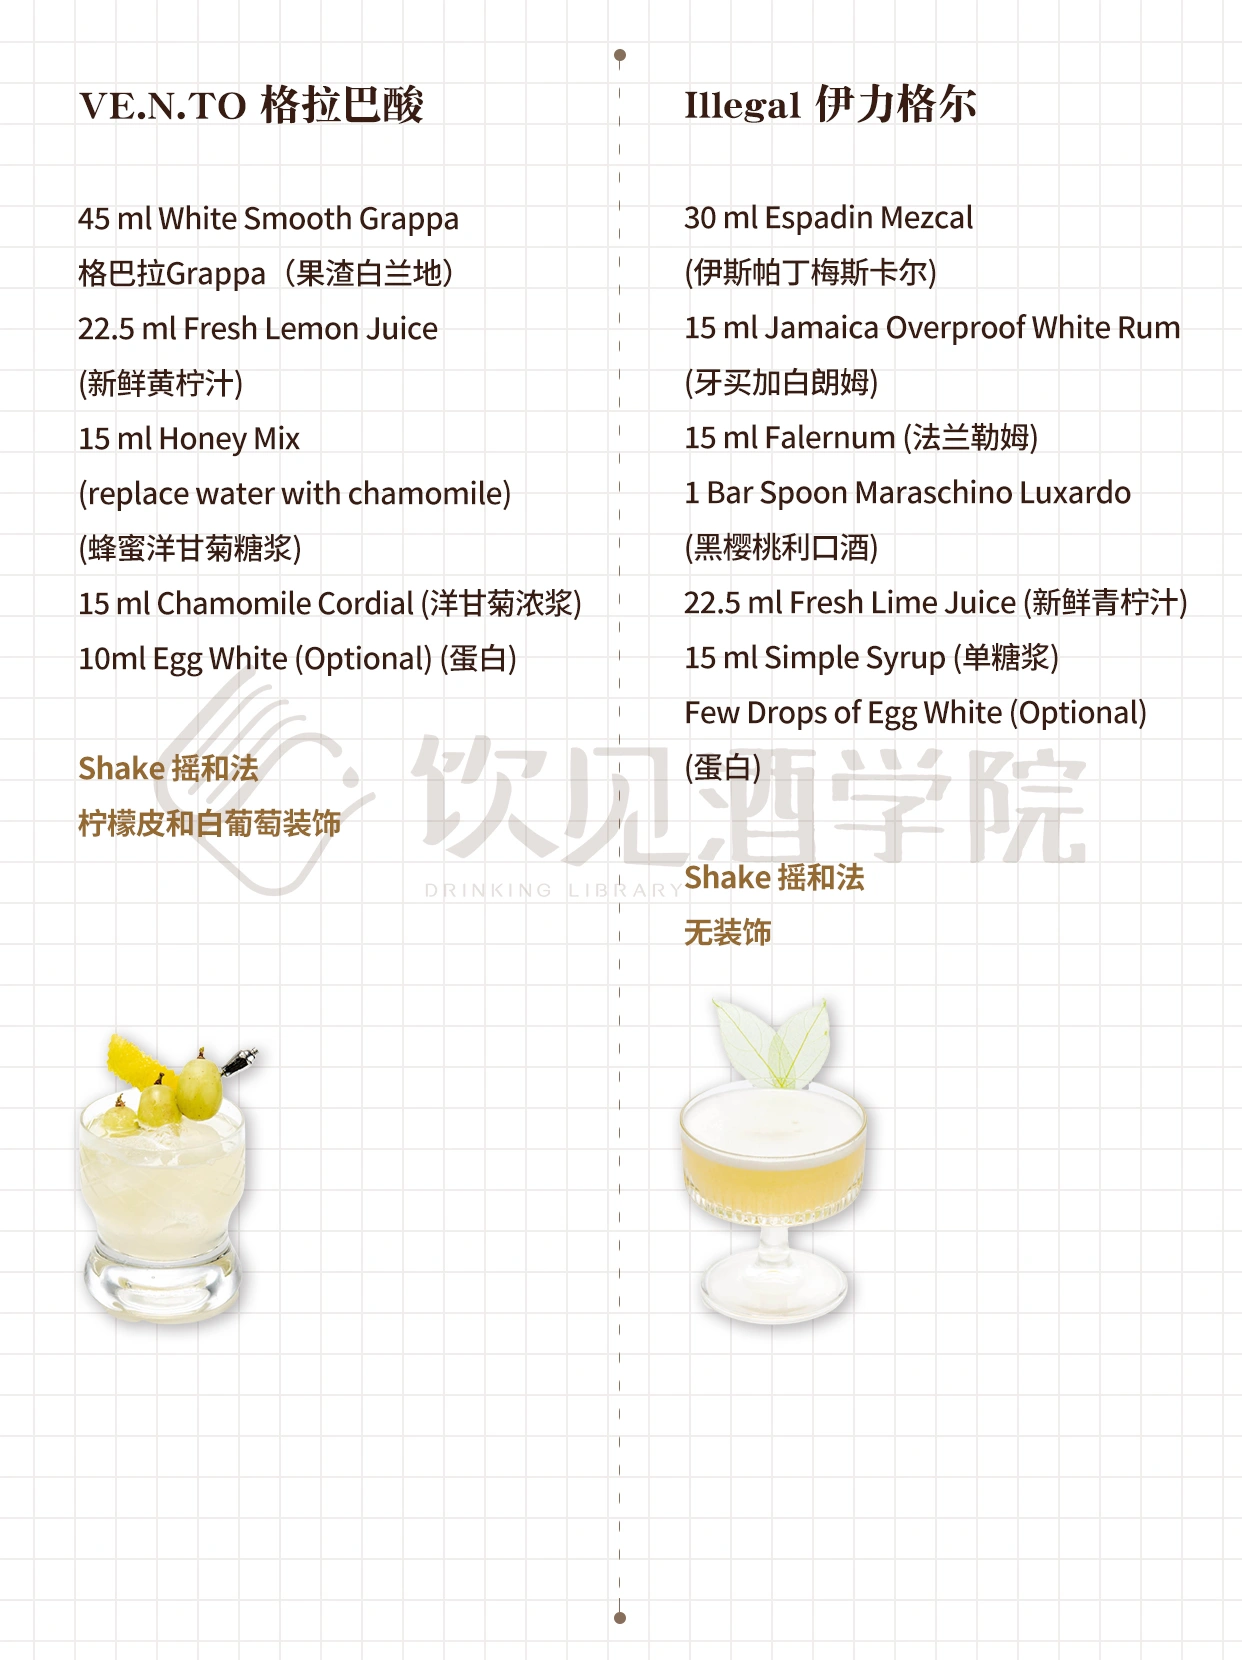 VE.N.TO 格拉巴酸
45 ml White Smooth Grappa
格巴拉Grappa（果渣白兰地）
22.5 ml Fresh Lemon Juice
(新鲜黄柠汁)
15 ml Honey Mix
(replace water with chamomile)
(蜂蜜洋甘菊糖浆)
15 ml Chamomile Cordial (洋甘菊浓浆)
10ml Egg White (Optional) (蛋白)
Shake 摇和法
柠檬皮和白葡萄装饰
Illegal 伊力格尔
30 ml Espadin Mezcal
(伊斯帕丁梅斯卡尔)
15 ml Jamaica Overproof White Rum
(牙买加白朗姆)
15 ml Falernum (法兰勒姆)
1 Bar Spoon Maraschino Luxardo
(黑樱桃利口酒)
22.5 ml Fresh Lime Juice (新鲜青柠汁)
15 ml Simple Syrup (单糖浆)
Few Drops of Egg White (Optional)
(蛋白)
Shake 摇和法
无装饰
饮见酒学院
DRINKING LIBRARY